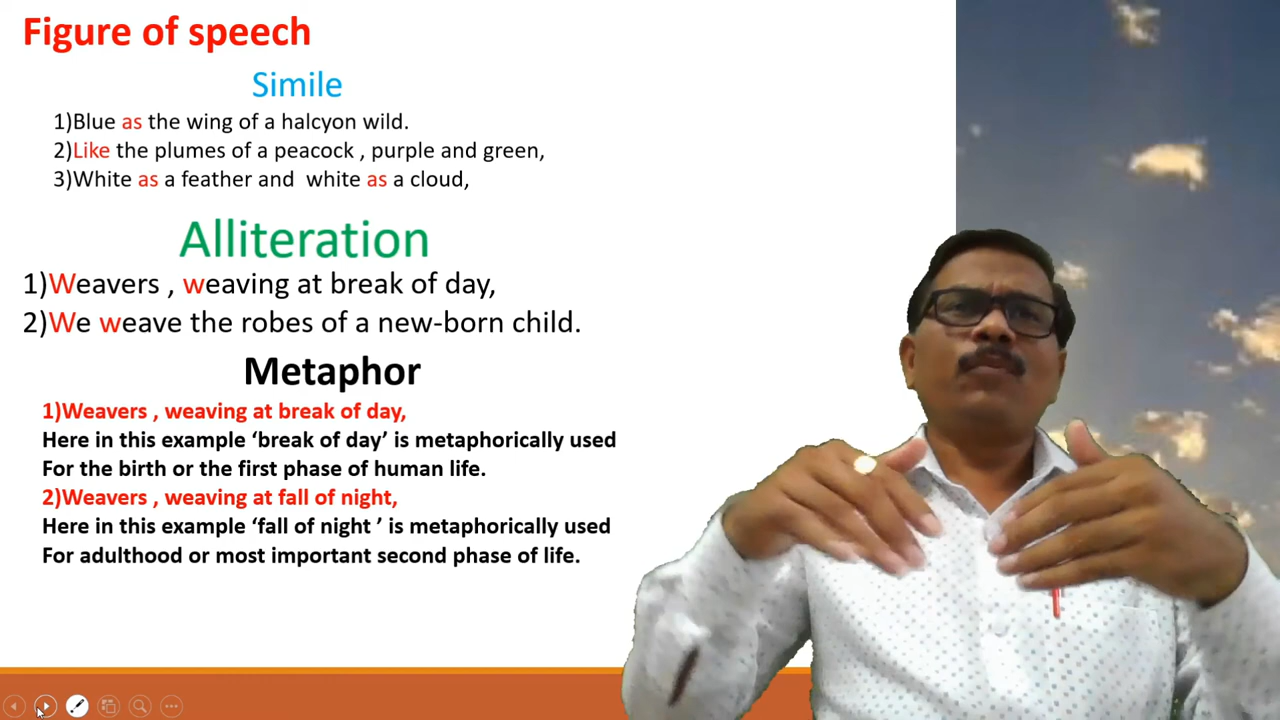 Figure of speech
Simile
1)Blue as the wing of a halcyon wild.
2)Like the plumes of a peacock , purple and green,
3)White as a feather and  white as a cloud,
Alliteration
1)Weavers , weaving at break of day,
2)We weave the robes of a new-born child.
Metaphor
1)Weavers , weaving at break of day,
Here in this example ‘break of day’ is metaphorically used
For the birth or the first phase of human life.
2)Weavers , weaving at fall of night,
Here in this example ‘fall of night ’ is metaphorically used
For adulthood or most important second phase of life.